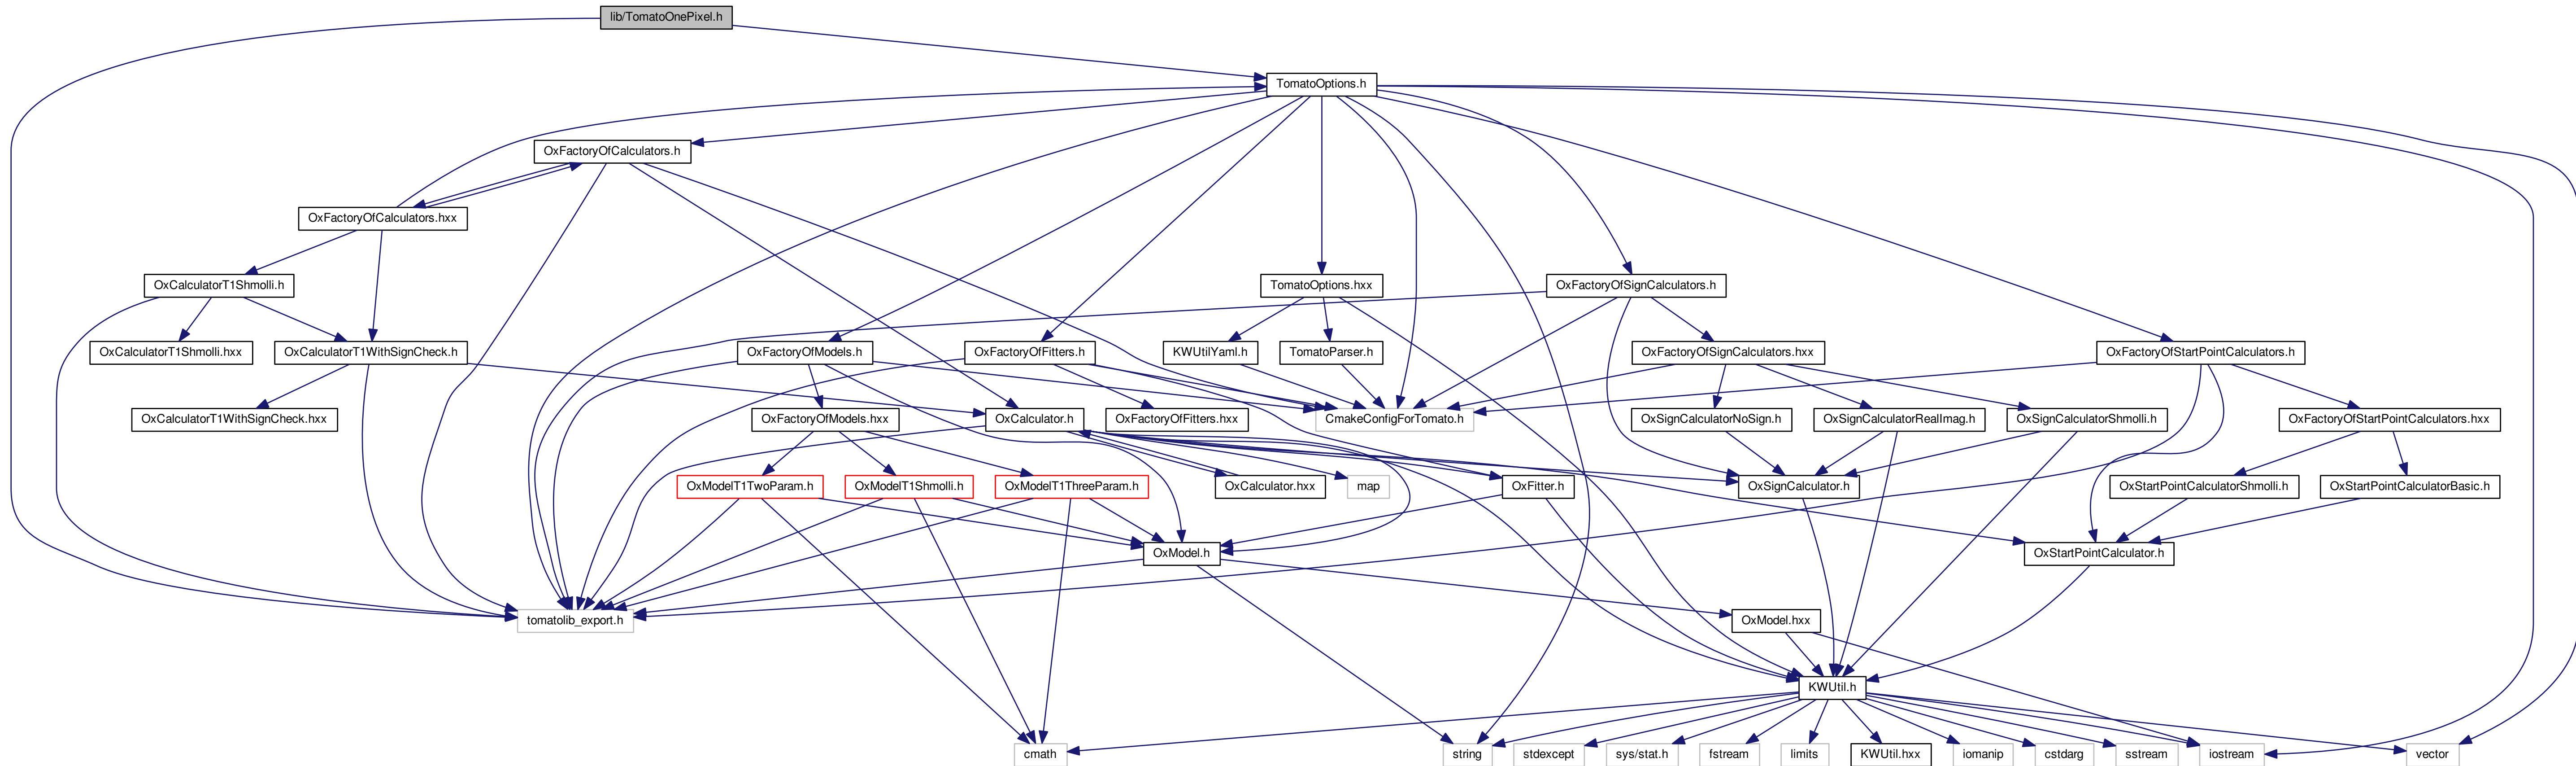 lib/TomatoOnePixel.h
TomatoOptions.h
OxFactoryOfCalculators.h
OxFactoryOfCalculators.hxx
OxCalculatorT1Shmolli.h
TomatoOptions.hxx
OxFactoryOfSignCalculators.h
OxCalculatorT1Shmolli.hxx
OxCalculatorT1WithSignCheck.h
OxFactoryOfModels.h
OxFactoryOfFitters.h
KWUtilYaml.h
TomatoParser.h
OxFactoryOfSignCalculators.hxx
OxFactoryOfStartPointCalculators.h
OxCalculatorT1WithSignCheck.hxx
OxFactoryOfModels.hxx
OxCalculator.h
OxFactoryOfFitters.hxx
CmakeConfigForTomato.h
OxSignCalculatorNoSign.h
OxSignCalculatorRealImag.h
OxSignCalculatorShmolli.h
OxFactoryOfStartPointCalculators.hxx
OxModelT1TwoParam.h
OxModelT1Shmolli.h
OxModelT1ThreeParam.h
OxCalculator.hxx
map
OxFitter.h
OxSignCalculator.h
OxStartPointCalculatorShmolli.h
OxStartPointCalculatorBasic.h
OxModel.h
OxStartPointCalculator.h
tomatolib_export.h
OxModel.hxx
KWUtil.h
cmath
string
stdexcept
sys/stat.h
fstream
limits
KWUtil.hxx
iomanip
cstdarg
sstream
iostream
vector